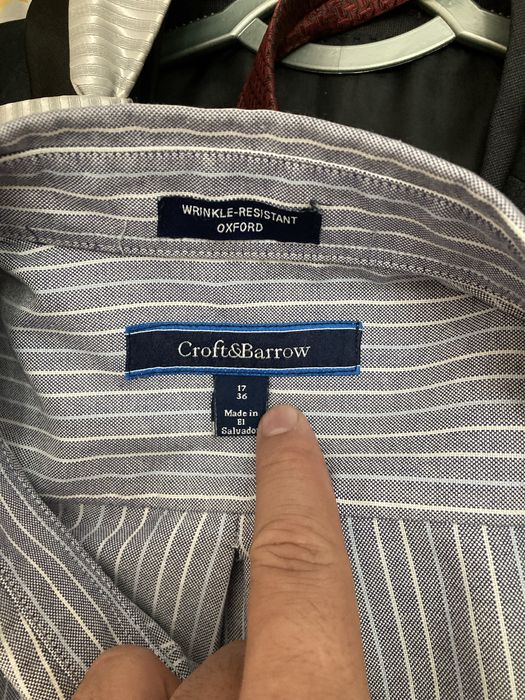 WRINKLE-RESISTANT
OXFORD
Croft&Barrow
17
36
Made in
El
Salvador